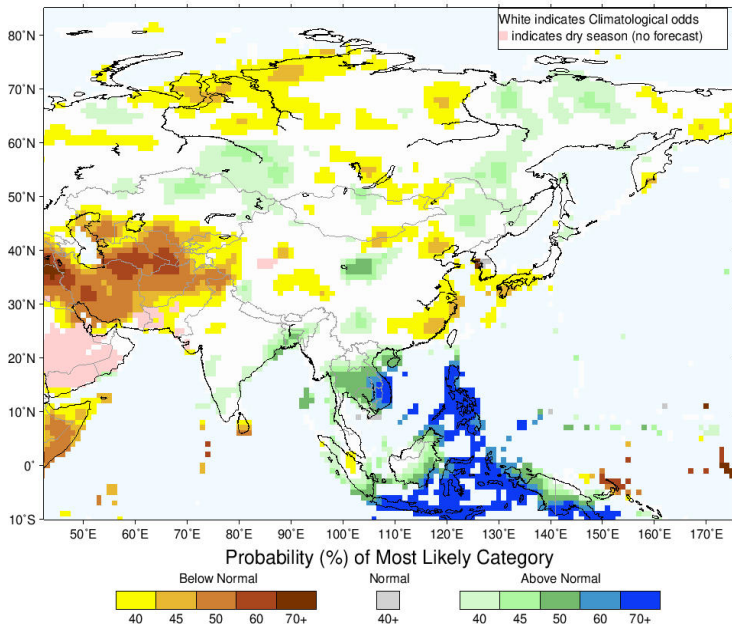 White indicates Climatological odds
indicates dry season (no forecast)
80˚N
70˚N
60˚N
50˚N
40˚N
30˚N
20˚N
10˚N
0˚
10˚S
50˚E 60˚E 70˚E 80˚E 90˚E 100˚E 110˚E 120˚E 130˚E 140˚E 150˚E 160˚E 170˚E
Probability (%) of Most Likely Category
Below Normal Normal Above Normal
40 45 50 60 70+ 40+ 40 45 50 60 70+